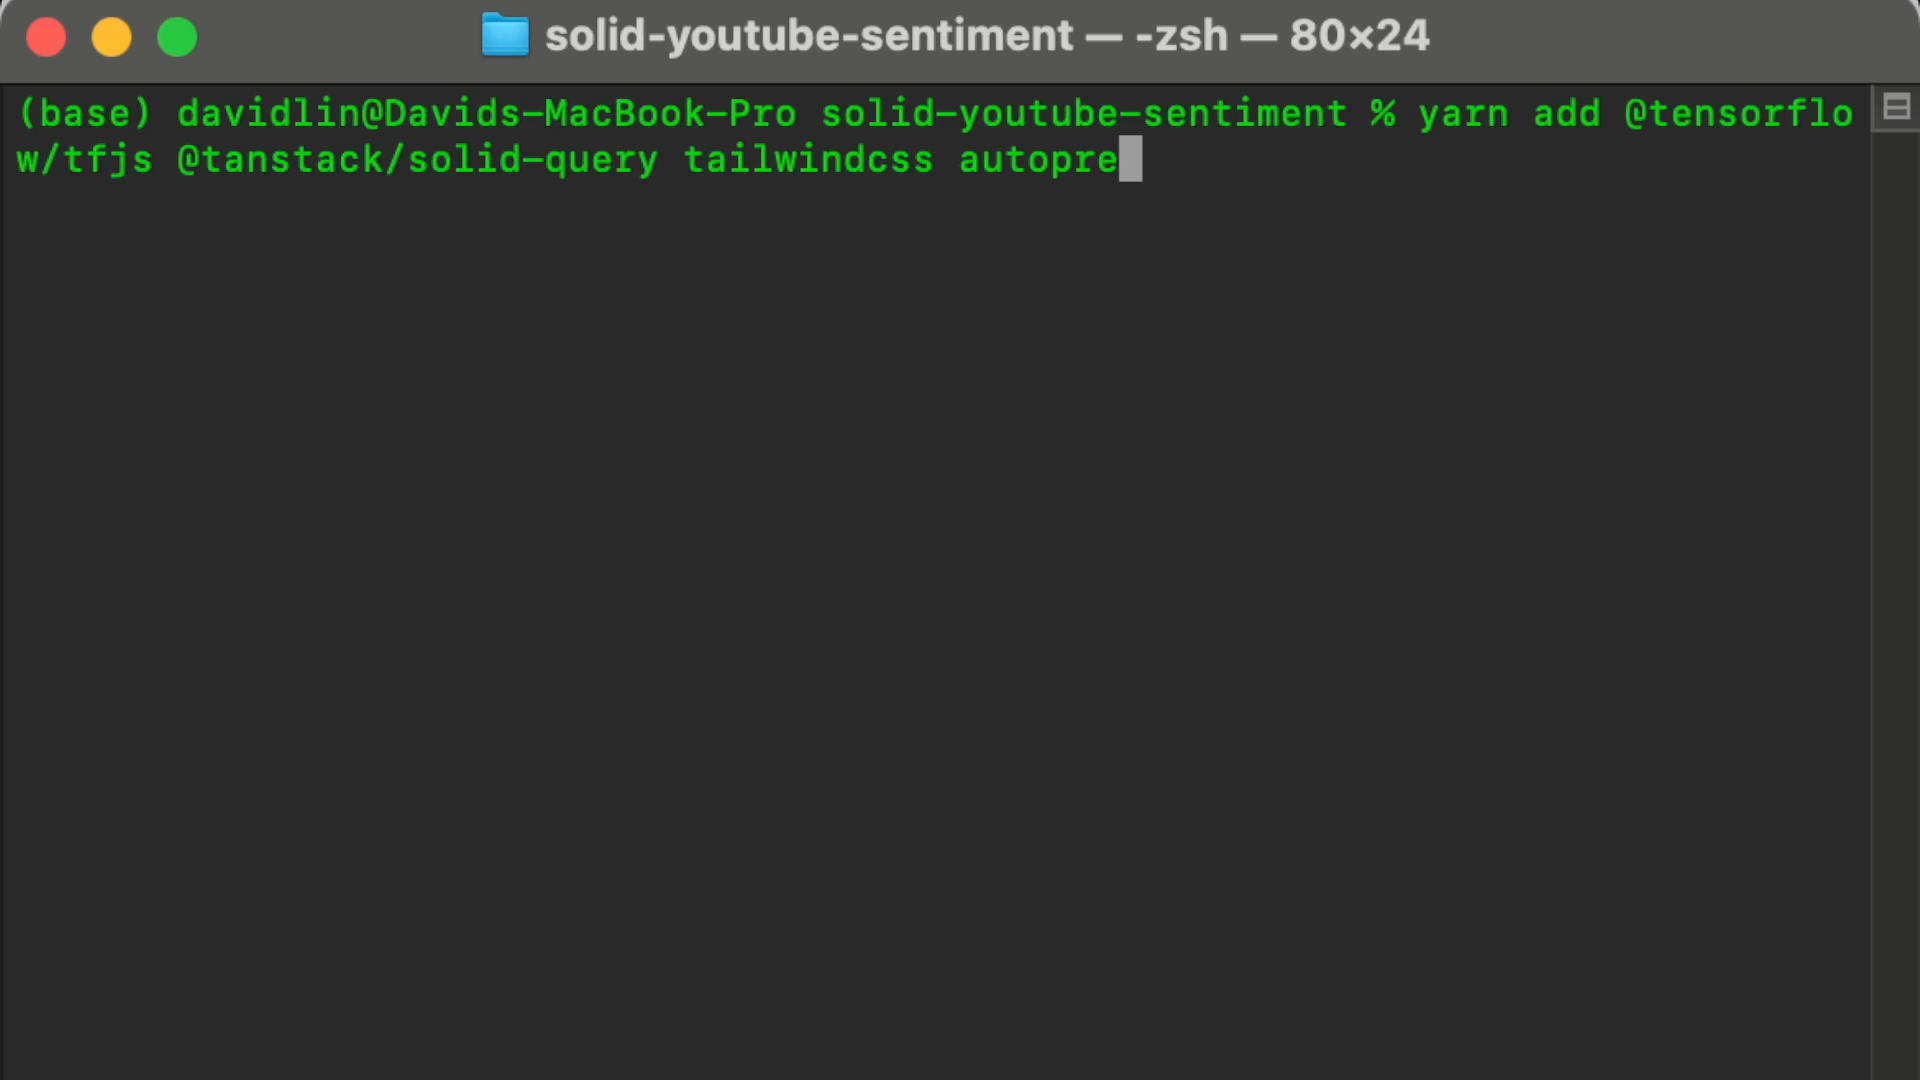 solid-youtube-sentiment — -zsh — 80×24
(base) davidlin@Davids-MacBook-Pro solid-youtube-sentiment % yarn add @tensorflo
w/tfjs @tanstack/solid-query tailwindcss autopre